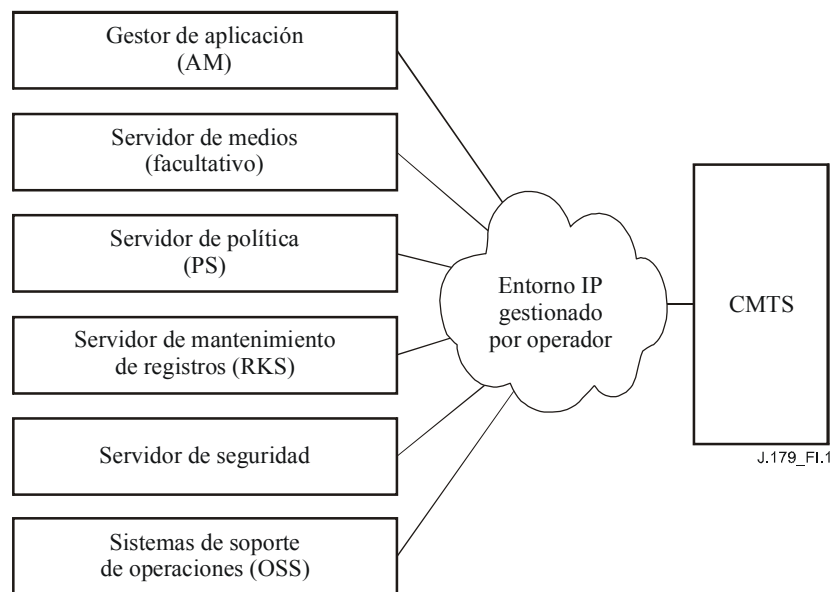 Gestor de aplicación
(AM)
Servidor de medios
(facultativo)
Servidor de política
(PS)
Servidor de mantenimiento
de registros (RKS)
Servidor de seguridad
Sistemas de soporte
de operaciones (OSS)
Entorno IP
gestionado
por operador
CMTS
J.179_FI.1